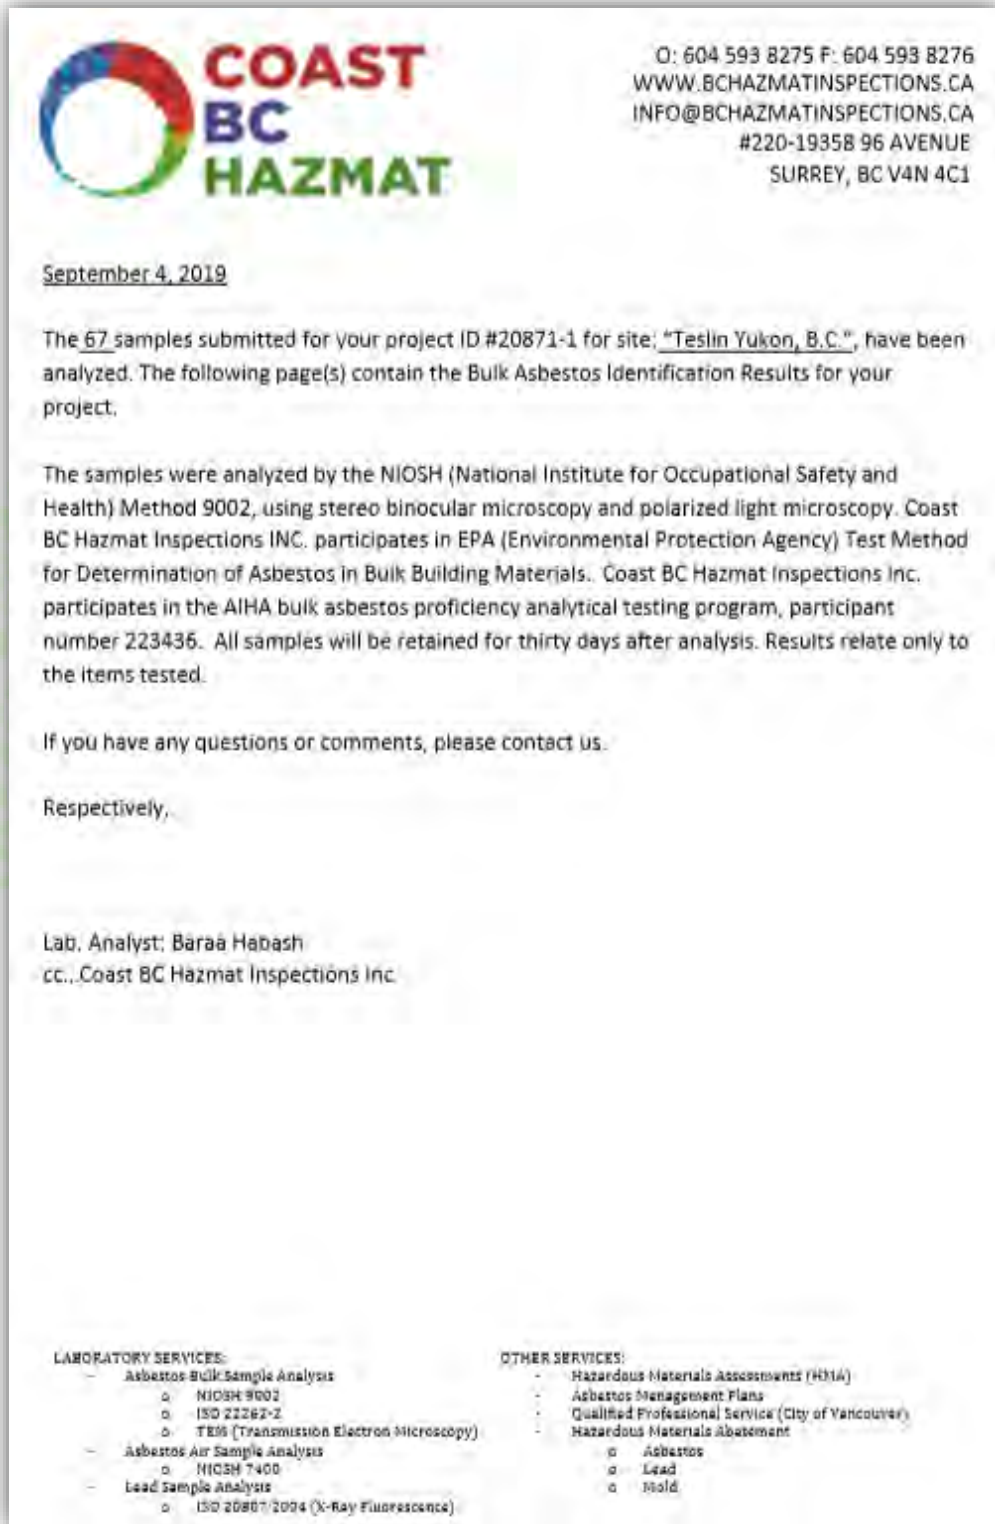 COAST
BC
HAZMAT
O: 604 593 8275 F: 604 593 8276
WWW.BCHAZMATINSPECTIONS.CA
INFO@BCHAZMATINSPECTIONS.CA
#220-19358 96 AVENUE
SURREY, BC V4N 4C1
September 4, 2019
The 67 samples submitted for your project ID #20871-1 for site: "Teslin Yukon, B.C.", have been
analyzed. The following page(s) contain the Bulk Asbestos Identification Results for your
project.
The samples were analyzed by the NIOSH (National Institute for Occupational Safety and
Health) Method 9002, using stereo binocular microscopy and polarized light microscopy. Coast
BC Hazmat Inspections INC. participates in EPA (Environmental Protection Agency) Test Method
for Determination of Asbestos in Bulk Building Materials. Coast BC Hazmat Inspections Inc.
participates in the AIHA bulk asbestos proficiency analytical testing program, participant
number 223436. All samples will be retained for thirty days after analysis. Results relate only to
the items tested.
If you have any questions or comments, please contact us.
Respectively,
Lab. Analyst: Baraa Habash
cc., Coast BC Hazmat Inspections Inc
LABORATORY SERVICES:
- Asbestos Bulk Sample Analysis
o NIOSH 9002
o ISO 22262-2
o TEM (Transmission Electron Microscopy)
- Asbestos Air Sample Analysis
o NIOSH 7400
- Lead Sample Analysis
o ISO 20807:2004 (X-Ray Fluorescence)
OTHER SERVICES:
- Hazardous Materials Assessments (HMA)
- Asbestos Management Plans
- Qualified Professional Service (City of Vancouver)
- Hazardous Materials Abatement
o Asbestos
o Lead
o Mold